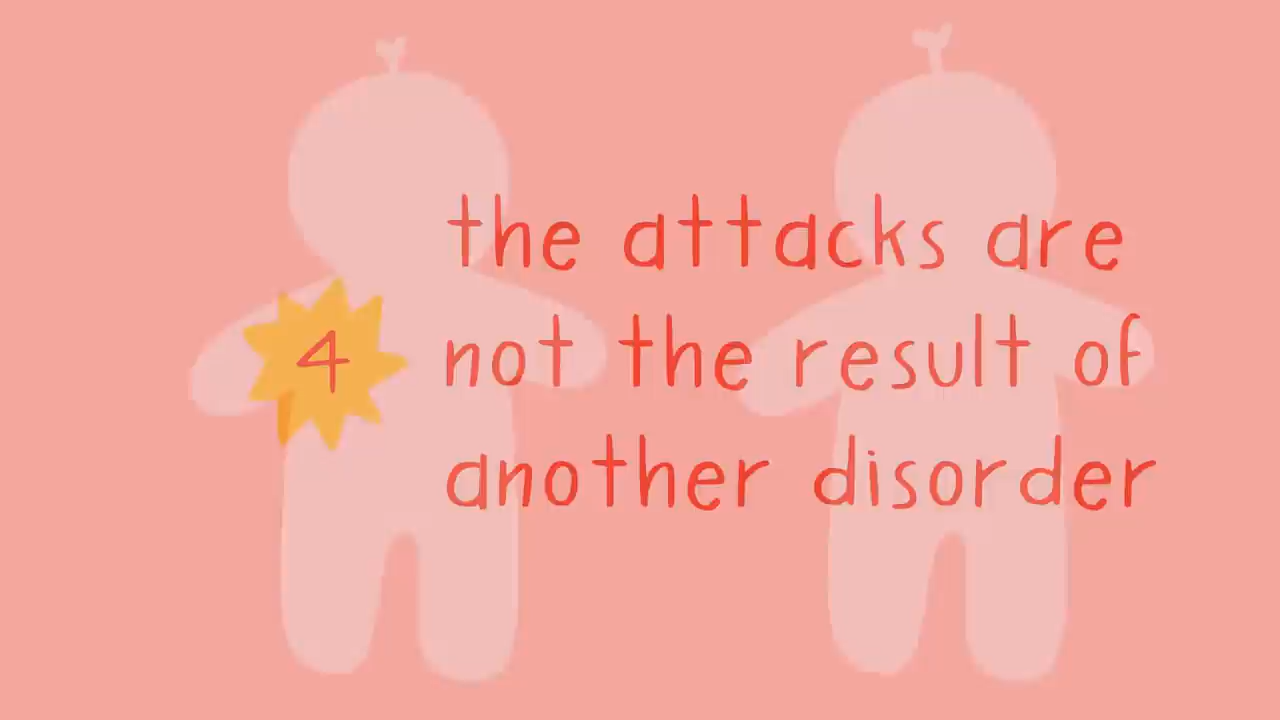 4
the attacks are
not the result of
another disorder